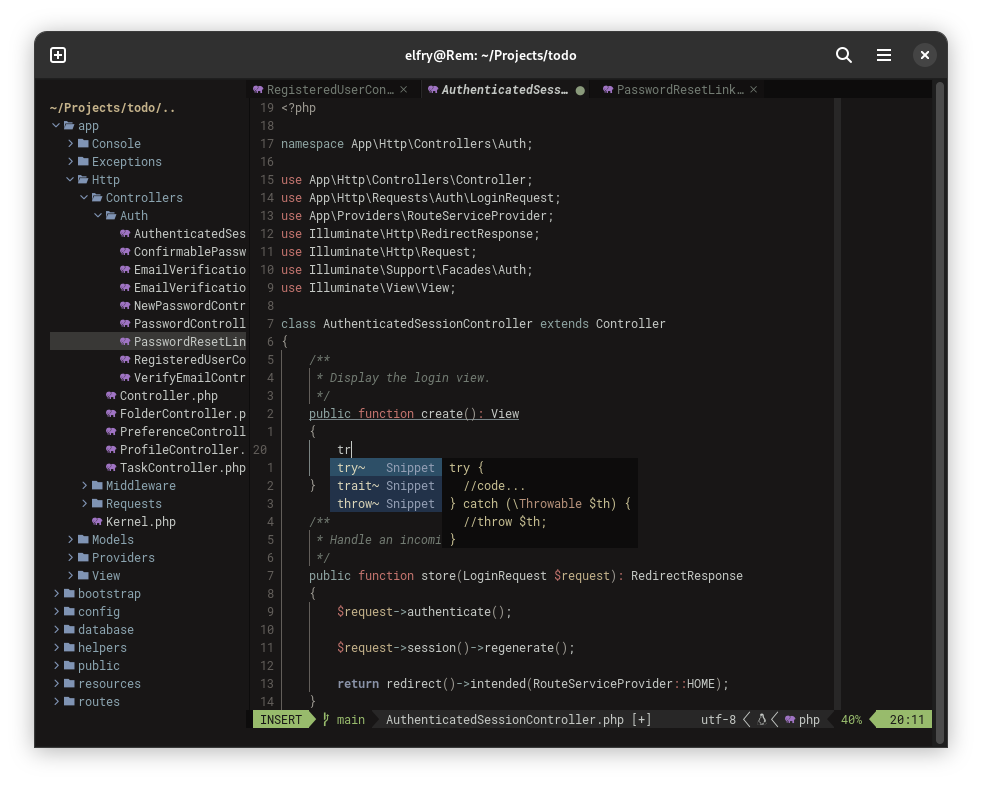 elfry@Rem: ~/Projects/todo
RegisteredUserCon…
AuthenticatedSess…
PasswordResetLink…
~/Projects/todo/..
app
Console
Exceptions
Http
Controllers
Auth
AuthenticatedSes
ConfirmablePassw
EmailVerificatio
EmailVerificatio
NewPasswordContr
PasswordControll
PasswordResetLin
RegisteredUserCo
VerifyEmailContr
Controller.php
FolderController.p
PreferenceControll
ProfileController.
TaskController.php
Middleware
Requests
Kernel.php
Models
Providers
View
bootstrap
config
database
helpers
public
resources
routes
19 <?php
18
17 namespace App\Http\Controllers\Auth;
16
15 use App\Http\Controllers\Controller;
14 use App\Http\Requests\Auth\LoginRequest;
13 use App\Providers\RouteServiceProvider;
12 use Illuminate\Http\RedirectResponse;
11 use Illuminate\Http\Request;
10 use Illuminate\Support\Facades\Auth;
9 use Illuminate\View\View;
8
7 class AuthenticatedSessionController extends Controller
6 {
5 /**
4 * Display the login view.
3 */
2 public function create(): View
1 {
20 tr
1 try~ Snippet try {
2 } trait~ Snippet //code...
3 throw~ Snippet } catch (\Throwable $th) {
4 /** //throw $th;
5 * Handle an incomi }
6 */
7 public function store(LoginRequest $request): RedirectResponse
8 {
9 $request->authenticate();
10
11 $request->session()->regenerate();
12
13 return redirect()->intended(RouteServiceProvider::HOME);
14 }
INSERT main AuthenticatedSessionController.php [+] utf-8 php 40% 20:11